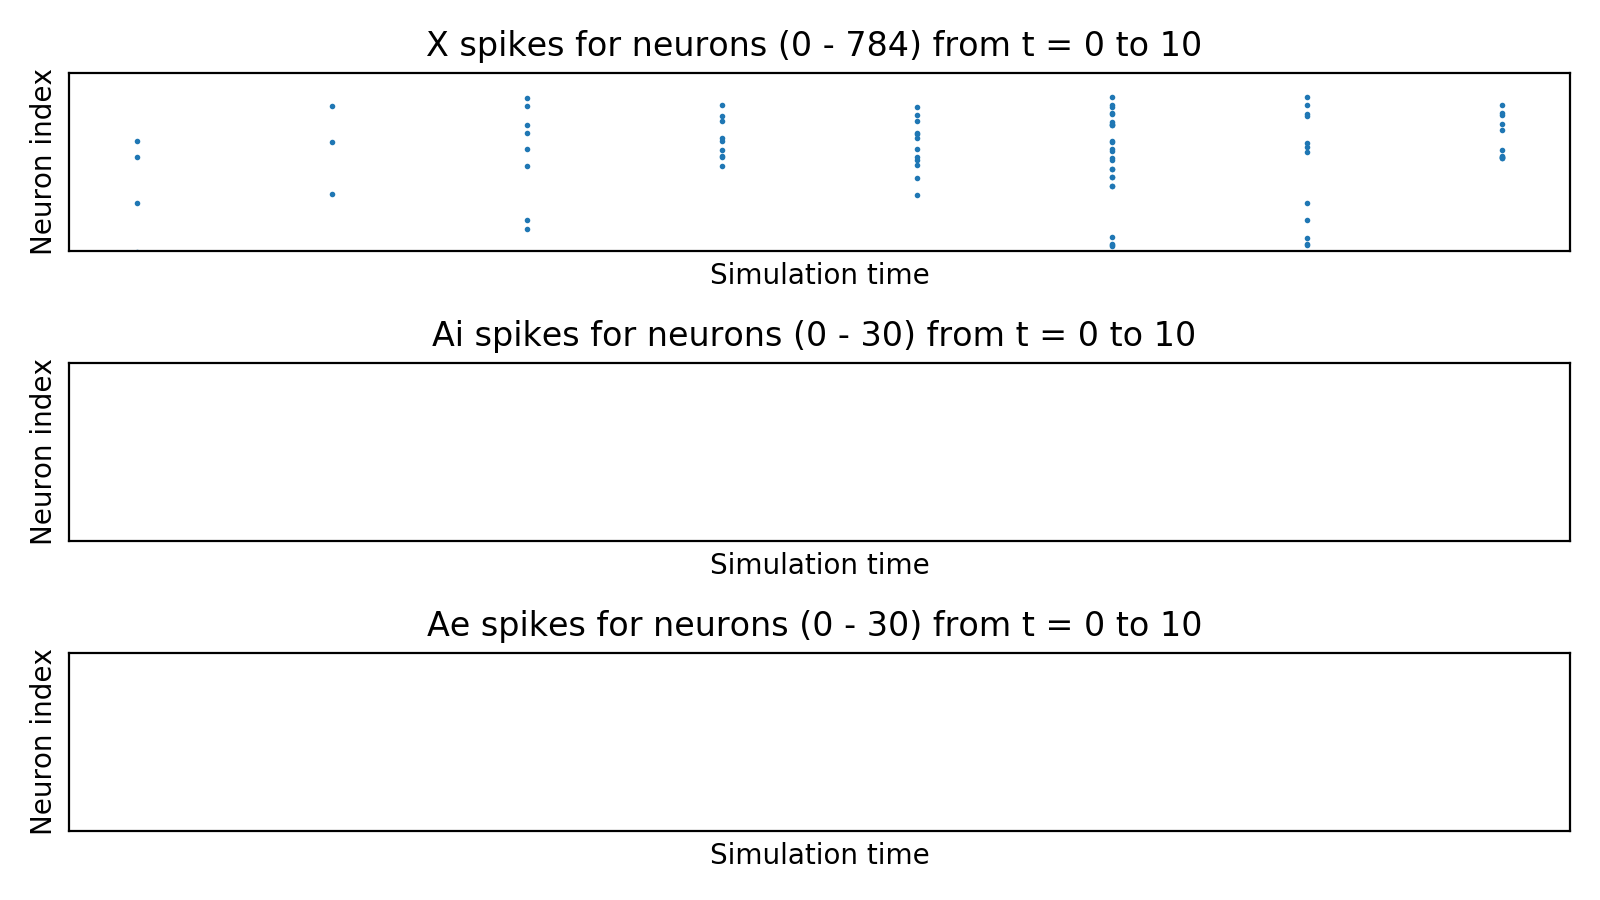 X spikes for neurons (0 - 784) from t = 0 to 10
Neuron index
Simulation time
Ai spikes for neurons (0 - 30) from t = 0 to 10
Neuron index
Simulation time
Ae spikes for neurons (0 - 30) from t = 0 to 10
Neuron index
Simulation time